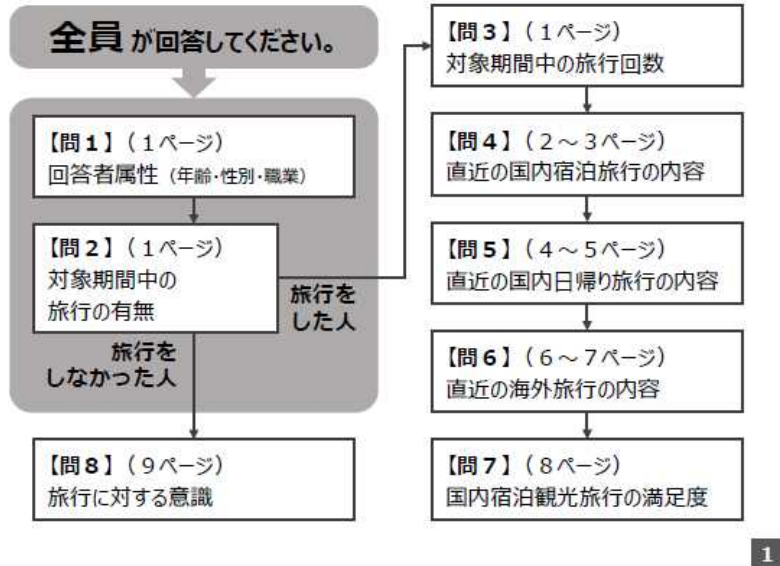 全員 が回答してください。
【問１】（１ページ）
回答者属性（年齢・性別・職業）
【問２】（１ページ）
対象期間中の
旅行の有無
旅行を
した人
旅行を
しなかった人
【問８】（９ページ）
旅行に対する意識
【問３】（１ページ）
対象期間中の旅行回数
【問４】（２～３ページ）
直近の国内宿泊旅行の内容
【問５】（４～５ページ）
直近の国内日帰り旅行の内容
【問６】（６～７ページ）
直近の海外旅行の内容
【問７】（８ページ）
国内宿泊観光旅行の満足度
1